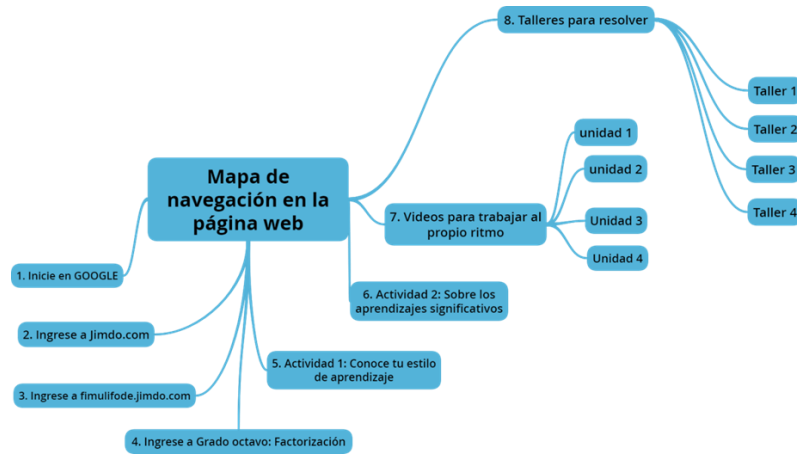 Mapa de
navegación en la
página web
1. Inicie en GOOGLE
2. Ingrese a Jimdo.com
3. Ingrese a fimulifode.jimdo.com
4. Ingrese a Grado octavo: Factorización
5. Actividad 1: Conoce tu estilo
de aprendizaje
6. Actividad 2: Sobre los
aprendizajes significativos
7. Videos para trabajar al
propio ritmo
unidad 1
unidad 2
Unidad 3
Unidad 4
8. Talleres para resolver
Taller 1
Taller 2
Taller 3
Taller 4